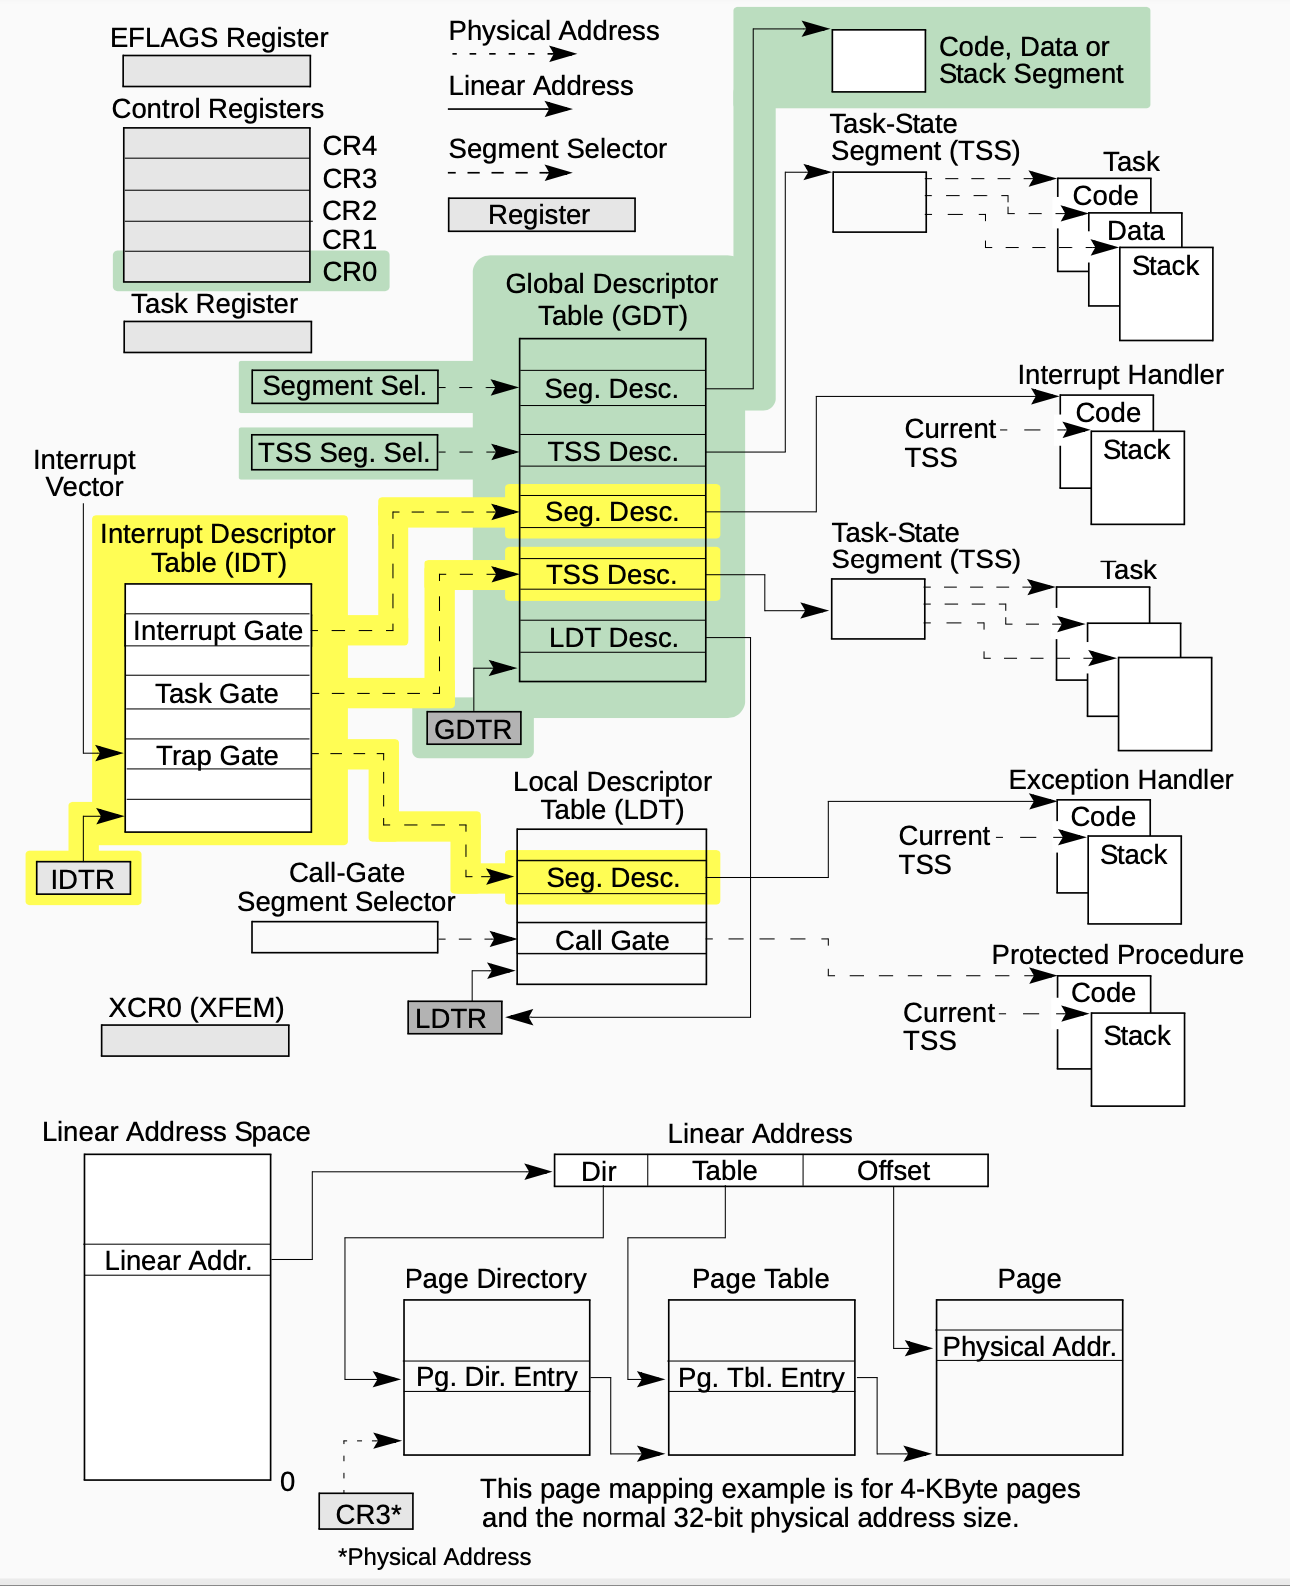 EFLAGS Register
Control Registers
CR4
CR3
CR2
CR1
CR0
Task Register
Physical Address
Linear Address
Segment Selector
Register
Code, Data or
Stack Segment
Task-State
Segment (TSS)
Task
Code
Data
Stack
Global Descriptor
Table (GDT)
Segment Sel.
Seg. Desc.
TSS Seg. Sel.
TSS Desc.
Interrupt Handler
Code
Current
TSS
Stack
Interrupt
Vector
Seg. Desc.
Interrupt Descriptor
Table (IDT)
TSS Desc.
Task-State
Segment (TSS)
Task
Interrupt Gate
LDT Desc.
Task Gate
GDTR
Trap Gate
Local Descriptor
Table (LDT)
Exception Handler
Code
Current
TSS
Stack
IDTR
Call-Gate
Segment Selector
Seg. Desc.
Call Gate
Protected Procedure
Code
Current
TSS
Stack
XCR0 (XFEM)
LDTR
Linear Address Space
Linear Address
Dir
Table
Offset
Linear Addr.
Page Directory
Page Table
Page
Physical Addr.
Pg. Dir. Entry
Pg. Tbl. Entry
0
CR3*
This page mapping example is for 4-KByte pages
and the normal 32-bit physical address size.
*Physical Address